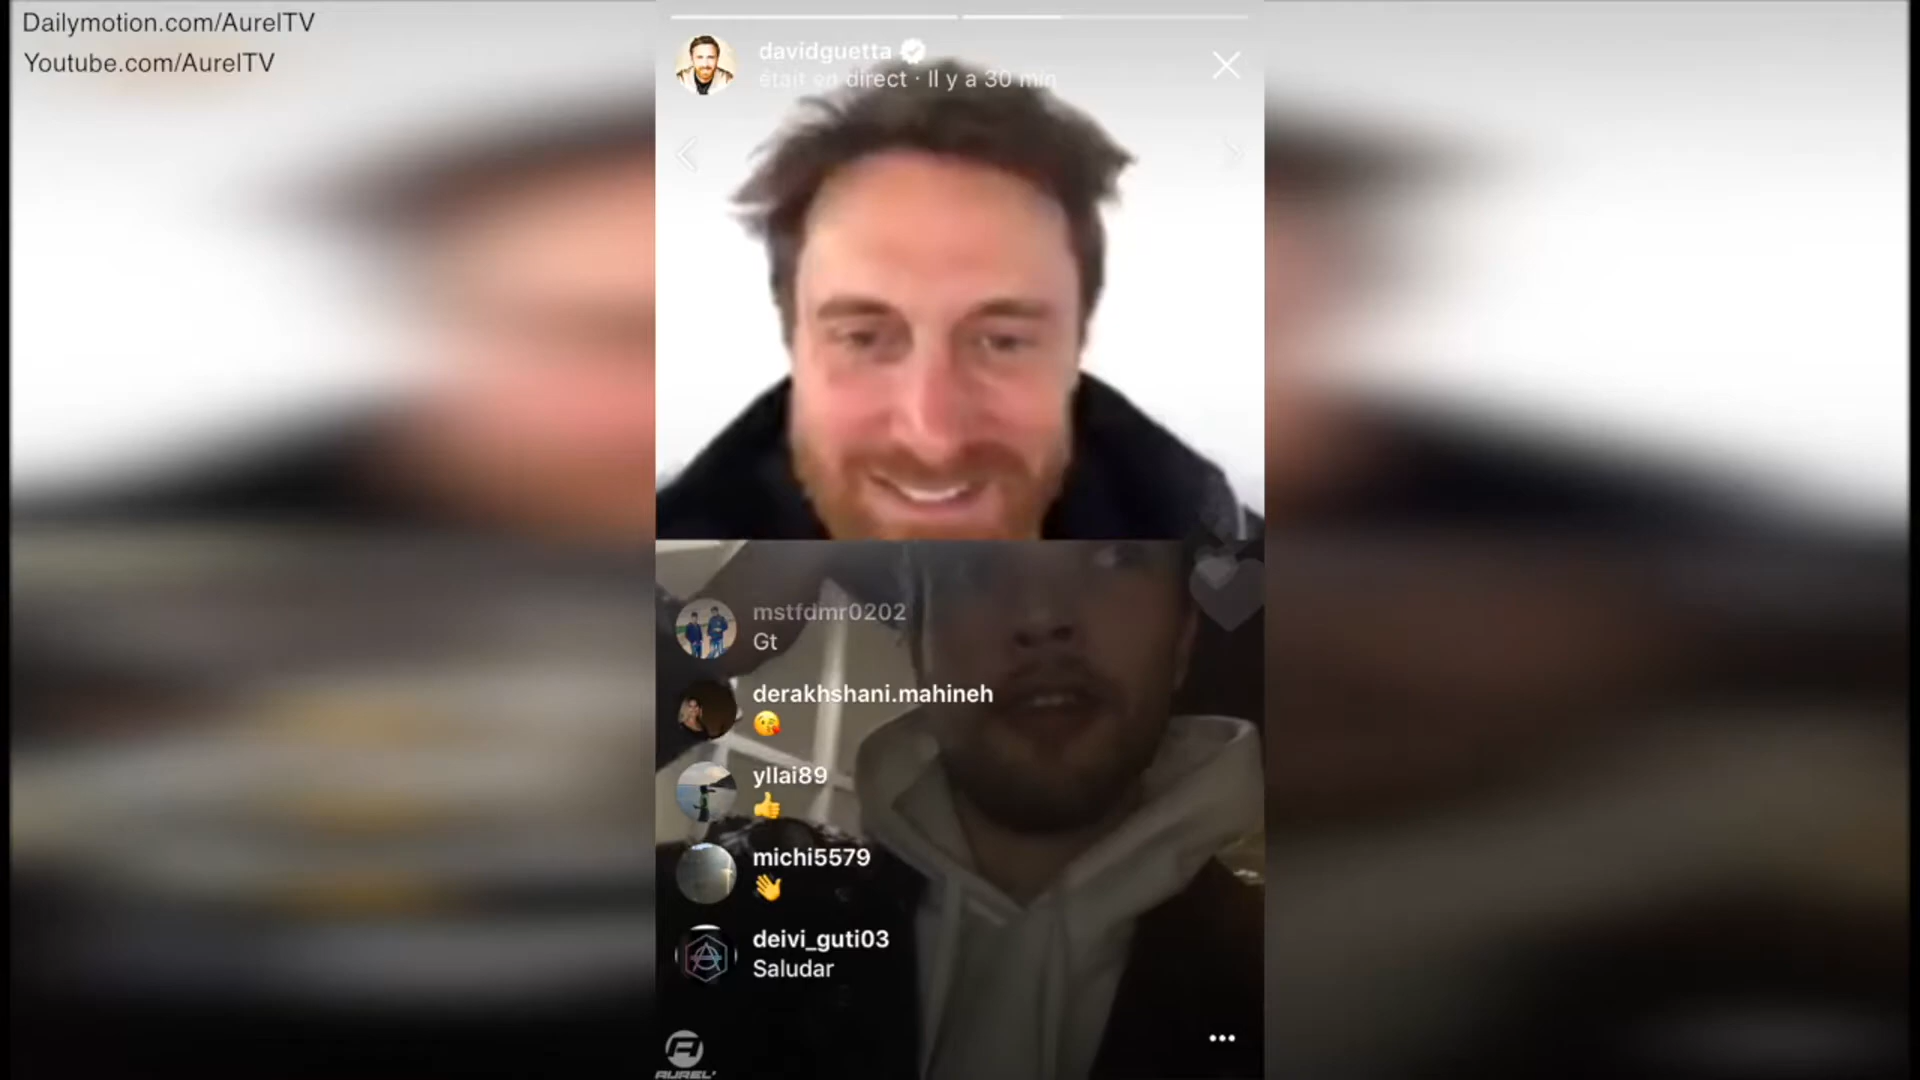 Dailymotion.com/AurelTV
Youtube.com/AurelTV
davidguetta
était en direct · Il y a 30 min
mstfdmr0202
Gt
derakhshani.mahineh
😘
yllai89
👍
michi5579
👋
deivi_guti03
Saludar
AUREL'